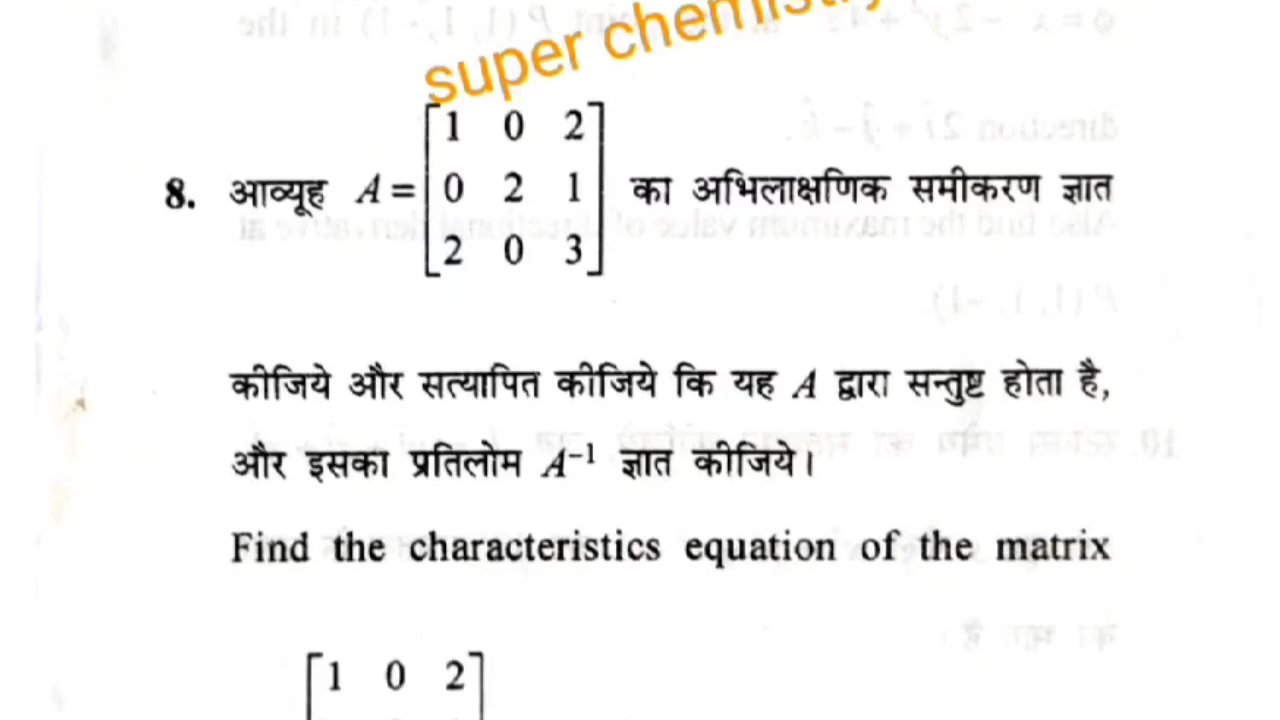 super chemistry
8. आव्यूह A = [1 0 2
0 2 1
2 0 3] का अभिलाक्षणिक समीकरण ज्ञात
कीजिये और सत्यापित कीजिये कि यह A द्वारा सन्तुष्ट होता है,
और इसका प्रतिलोम A⁻¹ ज्ञात कीजिये।
Find the characteristics equation of the matrix
[1 0 2]